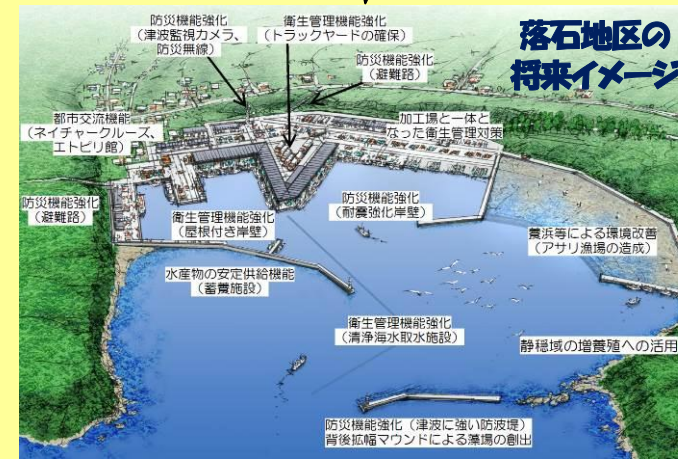 落石地区の
将来イメージ
防災機能強化
(津波監視カメラ、
防災無線)
衛生管理機能強化
(トラックヤードの確保)
防災機能強化
(避難路)
都市交流機能
(ネイチャークルーズ、
エトピリ館)
加工場と一体と
なった衛生管理対策
防災機能強化
(避難路)
衛生管理機能強化
(屋根付き岸壁)
防災機能強化
(耐震強化岸壁)
養浜等による環境改善
(アサリ漁場の造成)
水産物の安定供給機能
(蓄養施設)
衛生管理機能強化
(清浄海水取水施設)
静穏域の増養殖への活用
防災機能強化(津波に強い防波堤)
背後拡幅マウンドによる藻場の創出